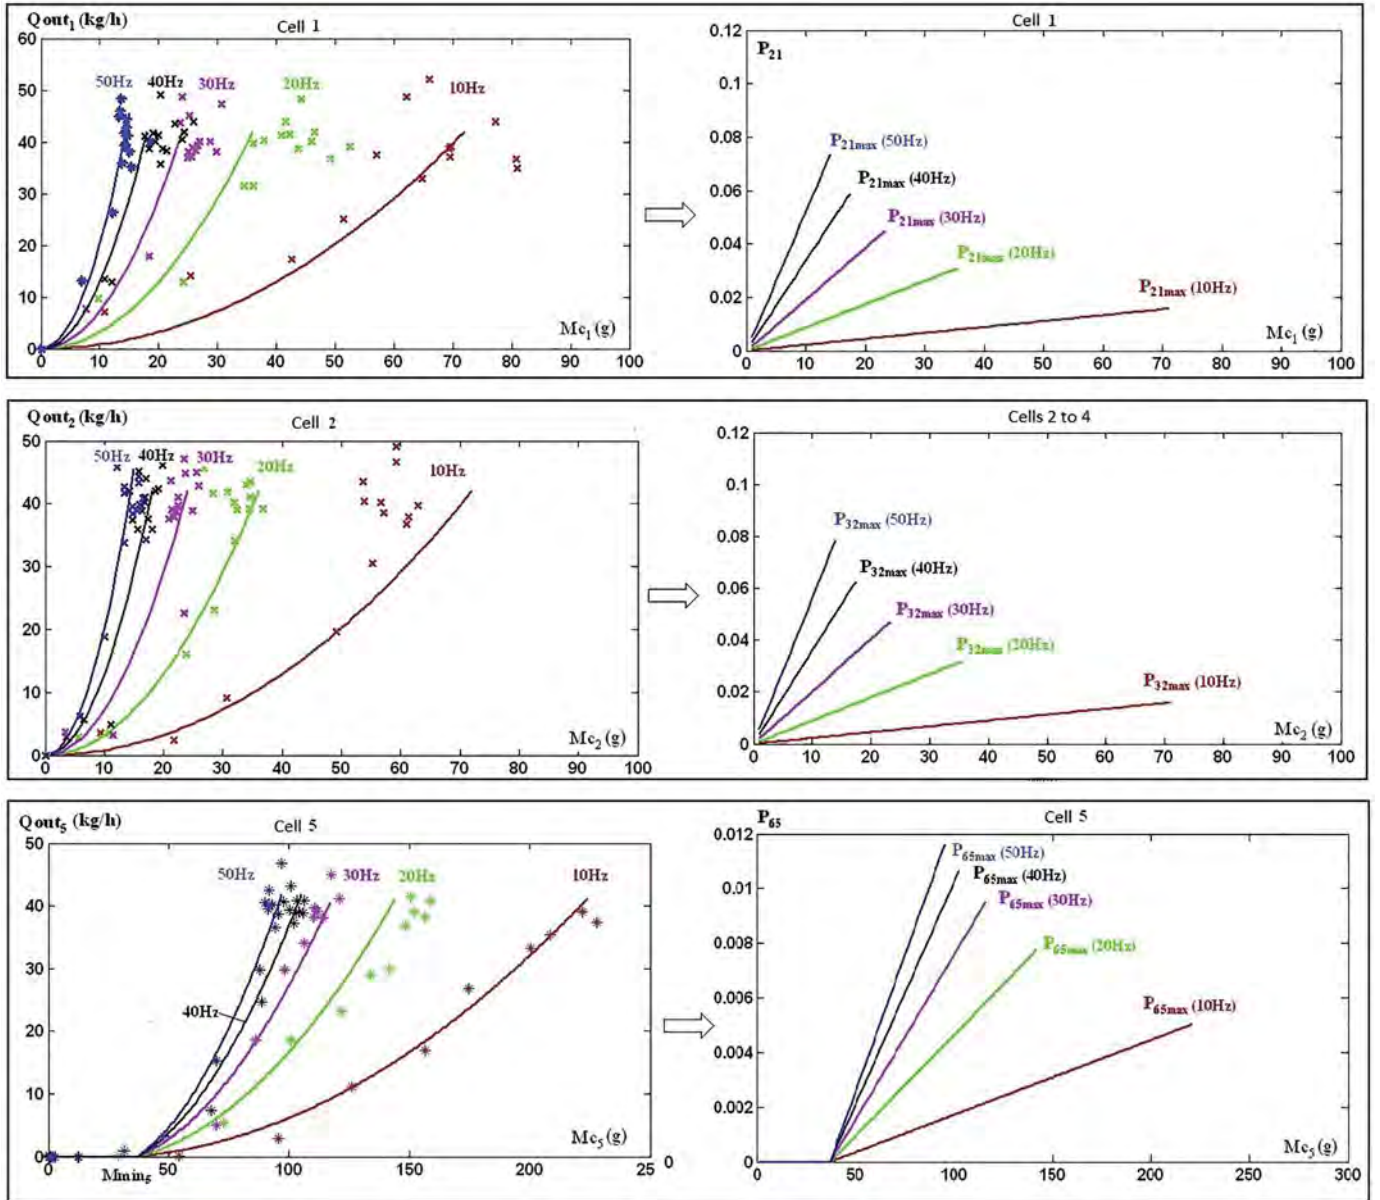 Qout1 (kg/h)
Cell 1
60
50
40
30
20
10
0
50Hz
40Hz
30Hz
20Hz
10Hz
Mc1 (g)
0 10 20 30 40 50 60 70 80 90 100
Cell 1
P21
0.12
0.1
0.08
0.06
0.04
0.02
0
P21max (50Hz)
P21max (40Hz)
P21max (30Hz)
P21max (20Hz)
P21max (10Hz)
Mc1 (g)
0 10 20 30 40 50 60 70 80 90 100
Qout2 (kg/h)
Cell 2
50
40
30
20
10
0
50Hz
40Hz
30Hz
20Hz
10Hz
Mc2 (g)
0 10 20 30 40 50 60 70 80 90 100
Cells 2 to 4
0.12
0.1
0.08
0.06
0.04
0.02
0
P32max (50Hz)
P32max (40Hz)
P32max (30Hz)
P32max (20Hz)
P32max (10Hz)
Mc2 (g)
0 10 20 30 40 50 60 70 80 90 100
Qout5 (kg/h)
Cell 5
50
40
30
20
10
0
50Hz
30Hz
20Hz
10Hz
40Hz
Mc5 (g)
0 50 100 150 200 25 0
Mmin5
P65
Cell 5
0.012
0.01
0.008
0.006
0.004
0.002
P65max (50Hz)
P65max (40Hz)
P65max (30Hz)
P65max (20Hz)
P65max (10Hz)
Mc5 (g)
50 100 150 200 250 300